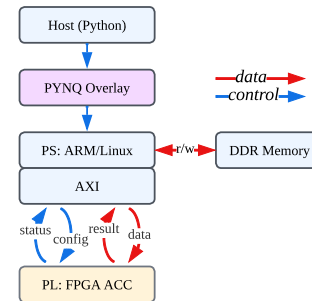 Host (Python)
data
PYNQ Overlay
control
PS: ARM/Linux
r/w
DDR Memory
AXI
status
config
result
data
PL: FPGA ACC